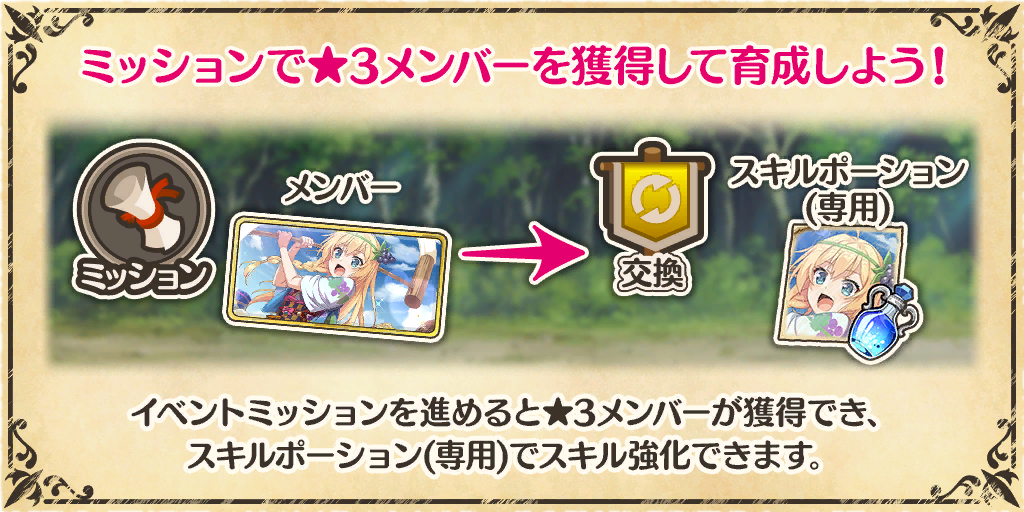 ミッションで★3メンバーを獲得して育成しよう！
ミッション
メンバー
交換
スキルポーション
(専用)
イベントミッションを進めると★3メンバーが獲得でき、
スキルポーション(専用)でスキル強化できます。